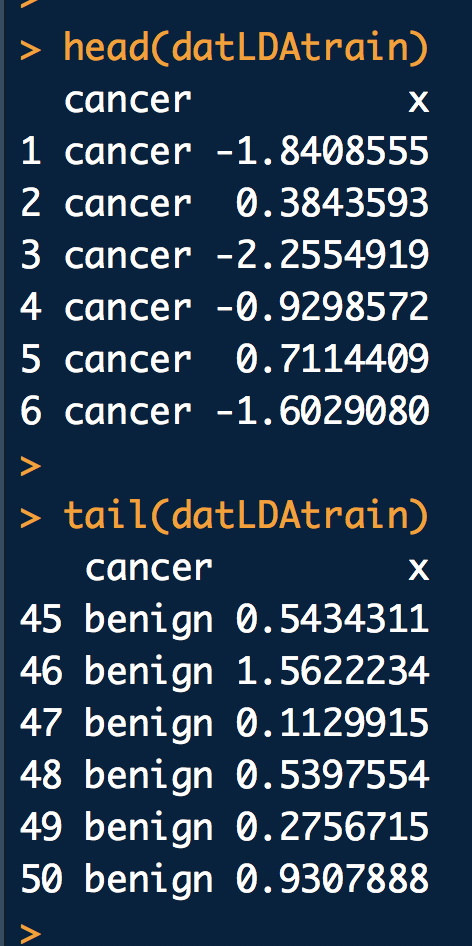 >
> head(datLDAtrain)
  cancer          x
1 cancer -1.8408555
2 cancer  0.3843593
3 cancer -2.2554919
4 cancer -0.9298572
5 cancer  0.7114409
6 cancer -1.6029080
>
> tail(datLDAtrain)
   cancer         x
45 benign 0.5434311
46 benign 1.5622234
47 benign 0.1129915
48 benign 0.5397554
49 benign 0.2756715
50 benign 0.9307888
>